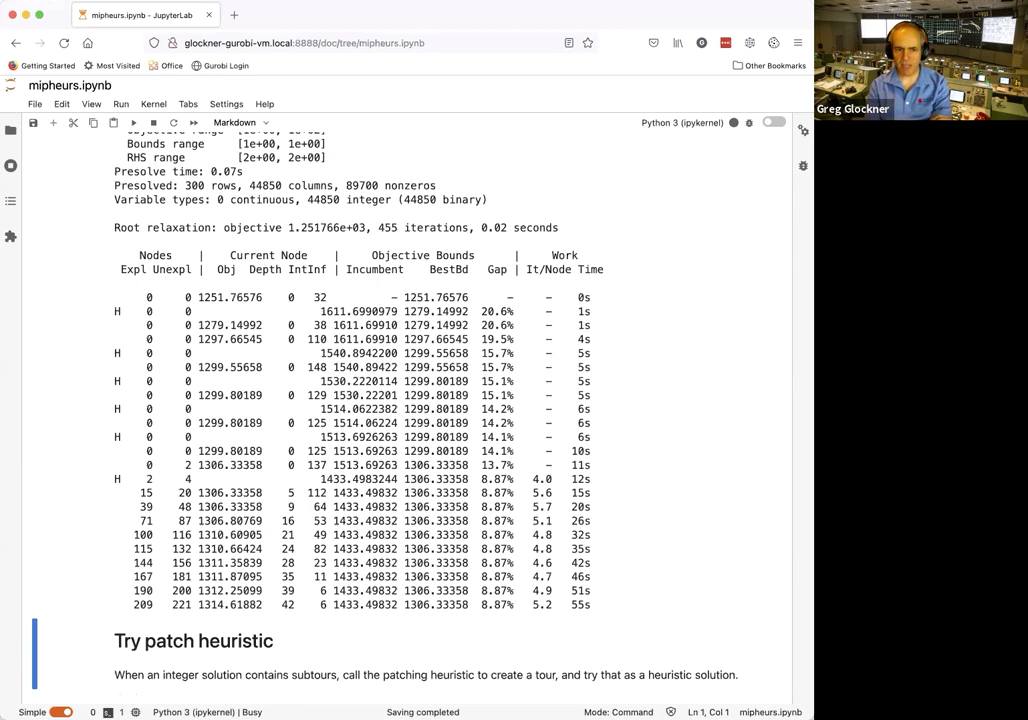 mipheurs.ipynb - JupyterLab
glockner-gurobi-vm.local:8888/doc/tree/mipheurs.ipynb
Getting Started Most Visited Office Gurobi Login Other Bookmarks
mipheurs.ipynb
File Edit View Run Kernel Tabs Settings Help
Markdown Python 3 (ipykernel)
Bounds range [1e+00, 1e+00]
RHS range [2e+00, 2e+00]
Presolve time: 0.07s
Presolved: 300 rows, 44850 columns, 89700 nonzeros
Variable types: 0 continuous, 44850 integer (44850 binary)
Root relaxation: objective 1.251766e+03, 455 iterations, 0.02 seconds
Nodes | Current Node | Objective Bounds | Work
Expl Unexpl | Obj Depth IntInf | Incumbent BestBd Gap | It/Node Time
0 0 1251.76576 0 32 - 1251.76576 - - 0s
H 0 0 1611.6990979 1279.14992 20.6% - 1s
0 0 1279.14992 0 38 1611.69910 1279.14992 20.6% - 1s
0 0 1297.66545 0 110 1611.69910 1297.66545 19.5% - 4s
H 0 0 1540.8942200 1299.55658 15.7% - 5s
0 0 1299.55658 0 148 1540.89422 1299.55658 15.7% - 5s
H 0 0 1530.2220114 1299.80189 15.1% - 5s
0 0 1299.80189 0 129 1530.22201 1299.80189 15.1% - 5s
H 0 0 1514.0622382 1299.80189 14.2% - 6s
0 0 1299.80189 0 125 1514.06224 1299.80189 14.2% - 6s
H 0 0 1513.6926263 1299.80189 14.1% - 6s
0 0 1299.80189 0 125 1513.69263 1299.80189 14.1% - 10s
0 2 1306.33358 0 137 1513.69263 1306.33358 13.7% - 11s
H 2 4 1433.4983244 1306.33358 8.87% 4.0 12s
15 20 1306.33358 5 112 1433.49832 1306.33358 8.87% 5.6 15s
39 48 1306.33358 9 64 1433.49832 1306.33358 8.87% 5.7 20s
71 87 1306.80769 16 53 1433.49832 1306.33358 8.87% 5.1 26s
100 116 1310.60905 21 49 1433.49832 1306.33358 8.87% 4.8 32s
115 132 1310.66424 24 82 1433.49832 1306.33358 8.87% 4.8 35s
144 156 1311.35839 28 23 1433.49832 1306.33358 8.87% 4.6 42s
167 181 1311.87095 35 11 1433.49832 1306.33358 8.87% 4.7 46s
190 200 1312.25099 39 6 1433.49832 1306.33358 8.87% 4.9 51s
209 221 1314.61882 42 6 1433.49832 1306.33358 8.87% 5.2 55s
Try patch heuristic
When an integer solution contains subtours, call the patching heuristic to create a tour, and try that as a heuristic solution.
Simple 0 1 Python 3 (ipykernel) | Busy Saving completed Mode: Command Ln 1, Col 1 mipheurs.ipynb
Greg Glockner